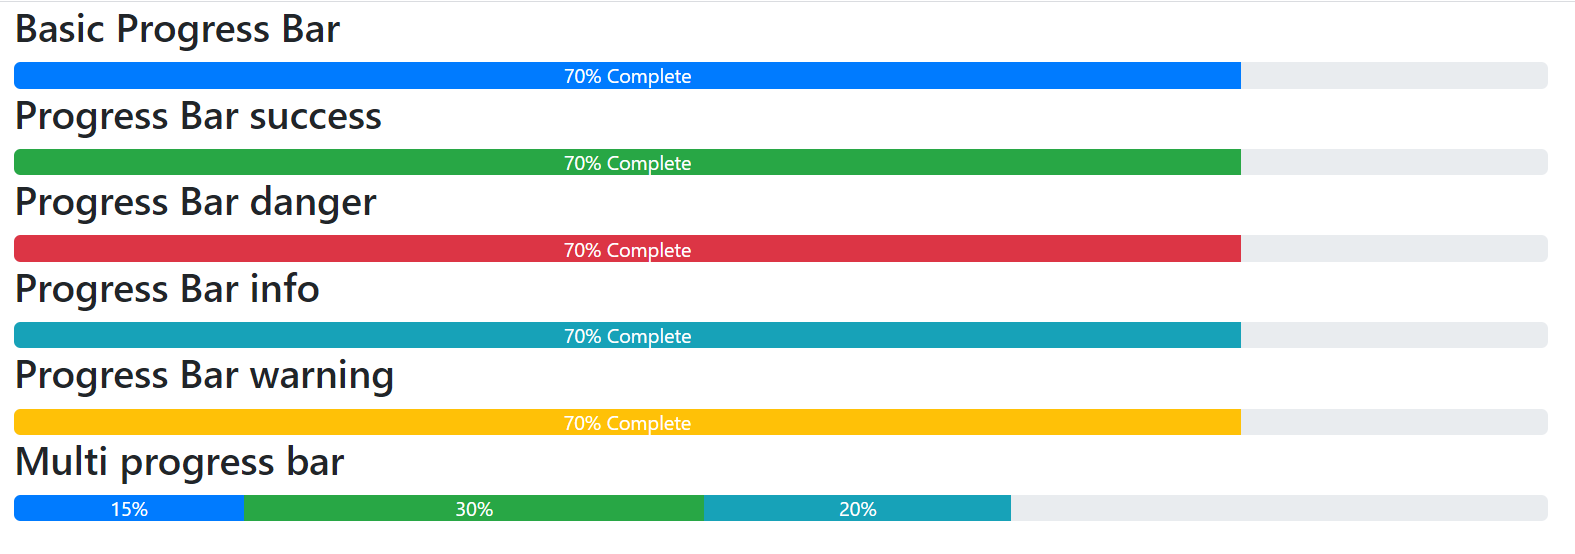 Basic Progress Bar
70% Complete
Progress Bar success
70% Complete
Progress Bar danger
70% Complete
Progress Bar info
70% Complete
Progress Bar warning
70% Complete
Multi progress bar
15% 30% 20%